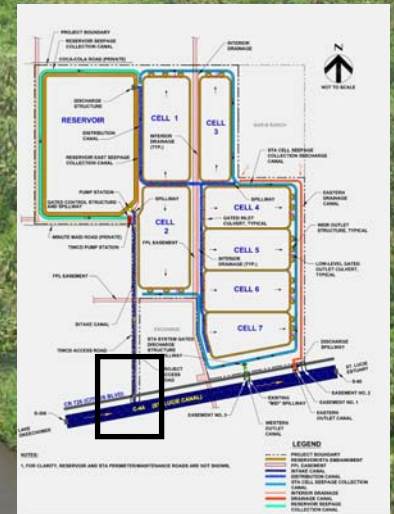 PROJECT BOUNDARY
RESERVOIR SEEPAGE
COLLECTION CANAL
COCA-COLA ROAD (PRIVATE)
INTERIOR
DRAINAGE
N
NOT TO SCALE
DISCHARGE
STRUCTURE
RESERVOIR
CELL 1
CELL
3
DISTRIBUTION
CANAL
INTERIOR
DRAINAGE
(TYP.)
RESERVOIR EAST SEEPAGE
COLLECTION CANAL
STA CELL SEEPAGE
COLLECTION DISCHARGE
CANAL
PUMP STATION
GATED CONTROL STRUCTURE
AND SPILLWAY
SPILLWAY
SPILLWAY
EASTERN
DRAINAGE
CANAL
CELL 4
WEIR OUTLET
STRUCTURE, TYPICAL
CELL
2
GATED INLET
CULVERT, TYPICAL
MINUTE MAID ROAD (PRIVATE)
TIWCD PUMP STATION
FPL EASEMENT
CELL 5
INTERIOR
DRAINAGE (TYP.)
LOW-LEVEL GATED
OUTLET CULVERT,
TYPICAL
FPL EASEMENT
CELL 6
INTAKE CANAL
CELL 7
STA SYSTEM GATED
DISCHARGE
STRUCTURE
DISCHARGE
SPILLWAY
TIWCD ACCESS ROAD
ST. LUCIE
ESTUARY
C-44
(ST LUCIE CANAL)
S-80
EASEMENT NO. 2
EASEMENT NO. 1
EASTERN
OUTLET CANAL
EXISTING
SPILLWAY
EASEMENT NO. 3
WESTERN
OUTLET
CANAL
LAKE
OKEECHOBEE
LEGEND
PROJECT BOUNDARY
RESERVOIR/STA EMBANKMENT
FPL EASEMENT
INTAKE CANAL
DISTRIBUTION CANAL
STA CELL SEEPAGE COLLECTION
CANAL
INTERIOR DRAINAGE
DRAINAGE CANAL
RESERVOIR SEEPAGE
COLLECTION CANAL
NOTES:
1. FOR CLARITY, RESERVOIR AND STA PERIMETER/MAINTENANCE ROADS ARE NOT SHOWN.